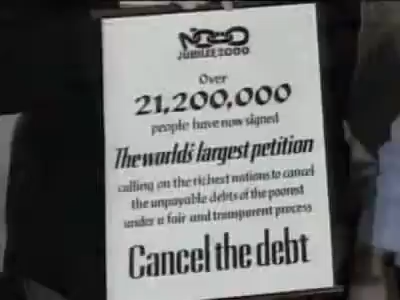 JUBILEE 2000
Over
21,200,000
people have now signed
The world's largest petition
calling on the richest nations to cancel
the unpayable debts of the poorest
under a fair and transparent process
Cancel the debt